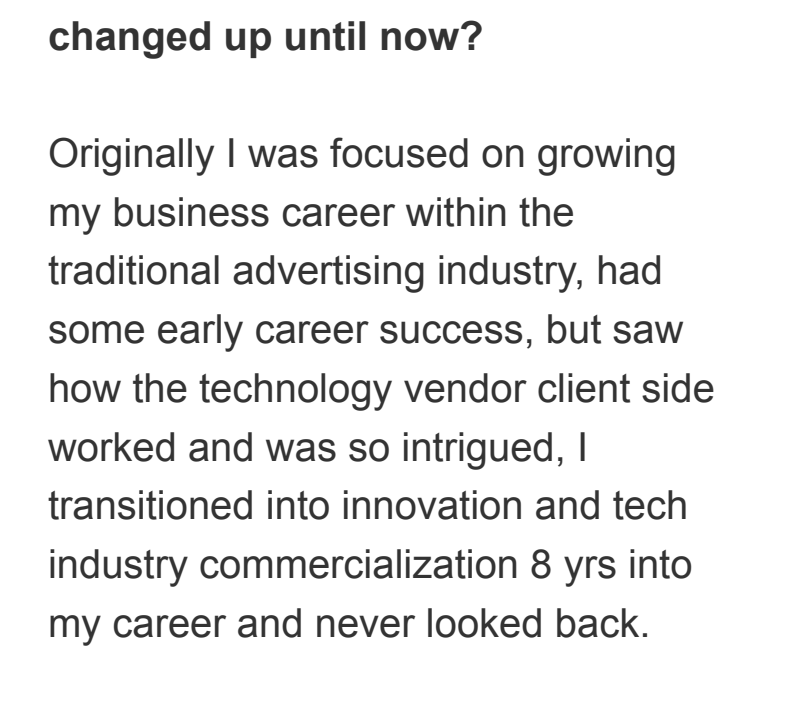 changed up until now?
Originally I was focused on growing
my business career within the
traditional advertising industry, had
some early career success, but saw
how the technology vendor client side
worked and was so intrigued, I
transitioned into innovation and tech
industry commercialization 8 yrs into
my career and never looked back.